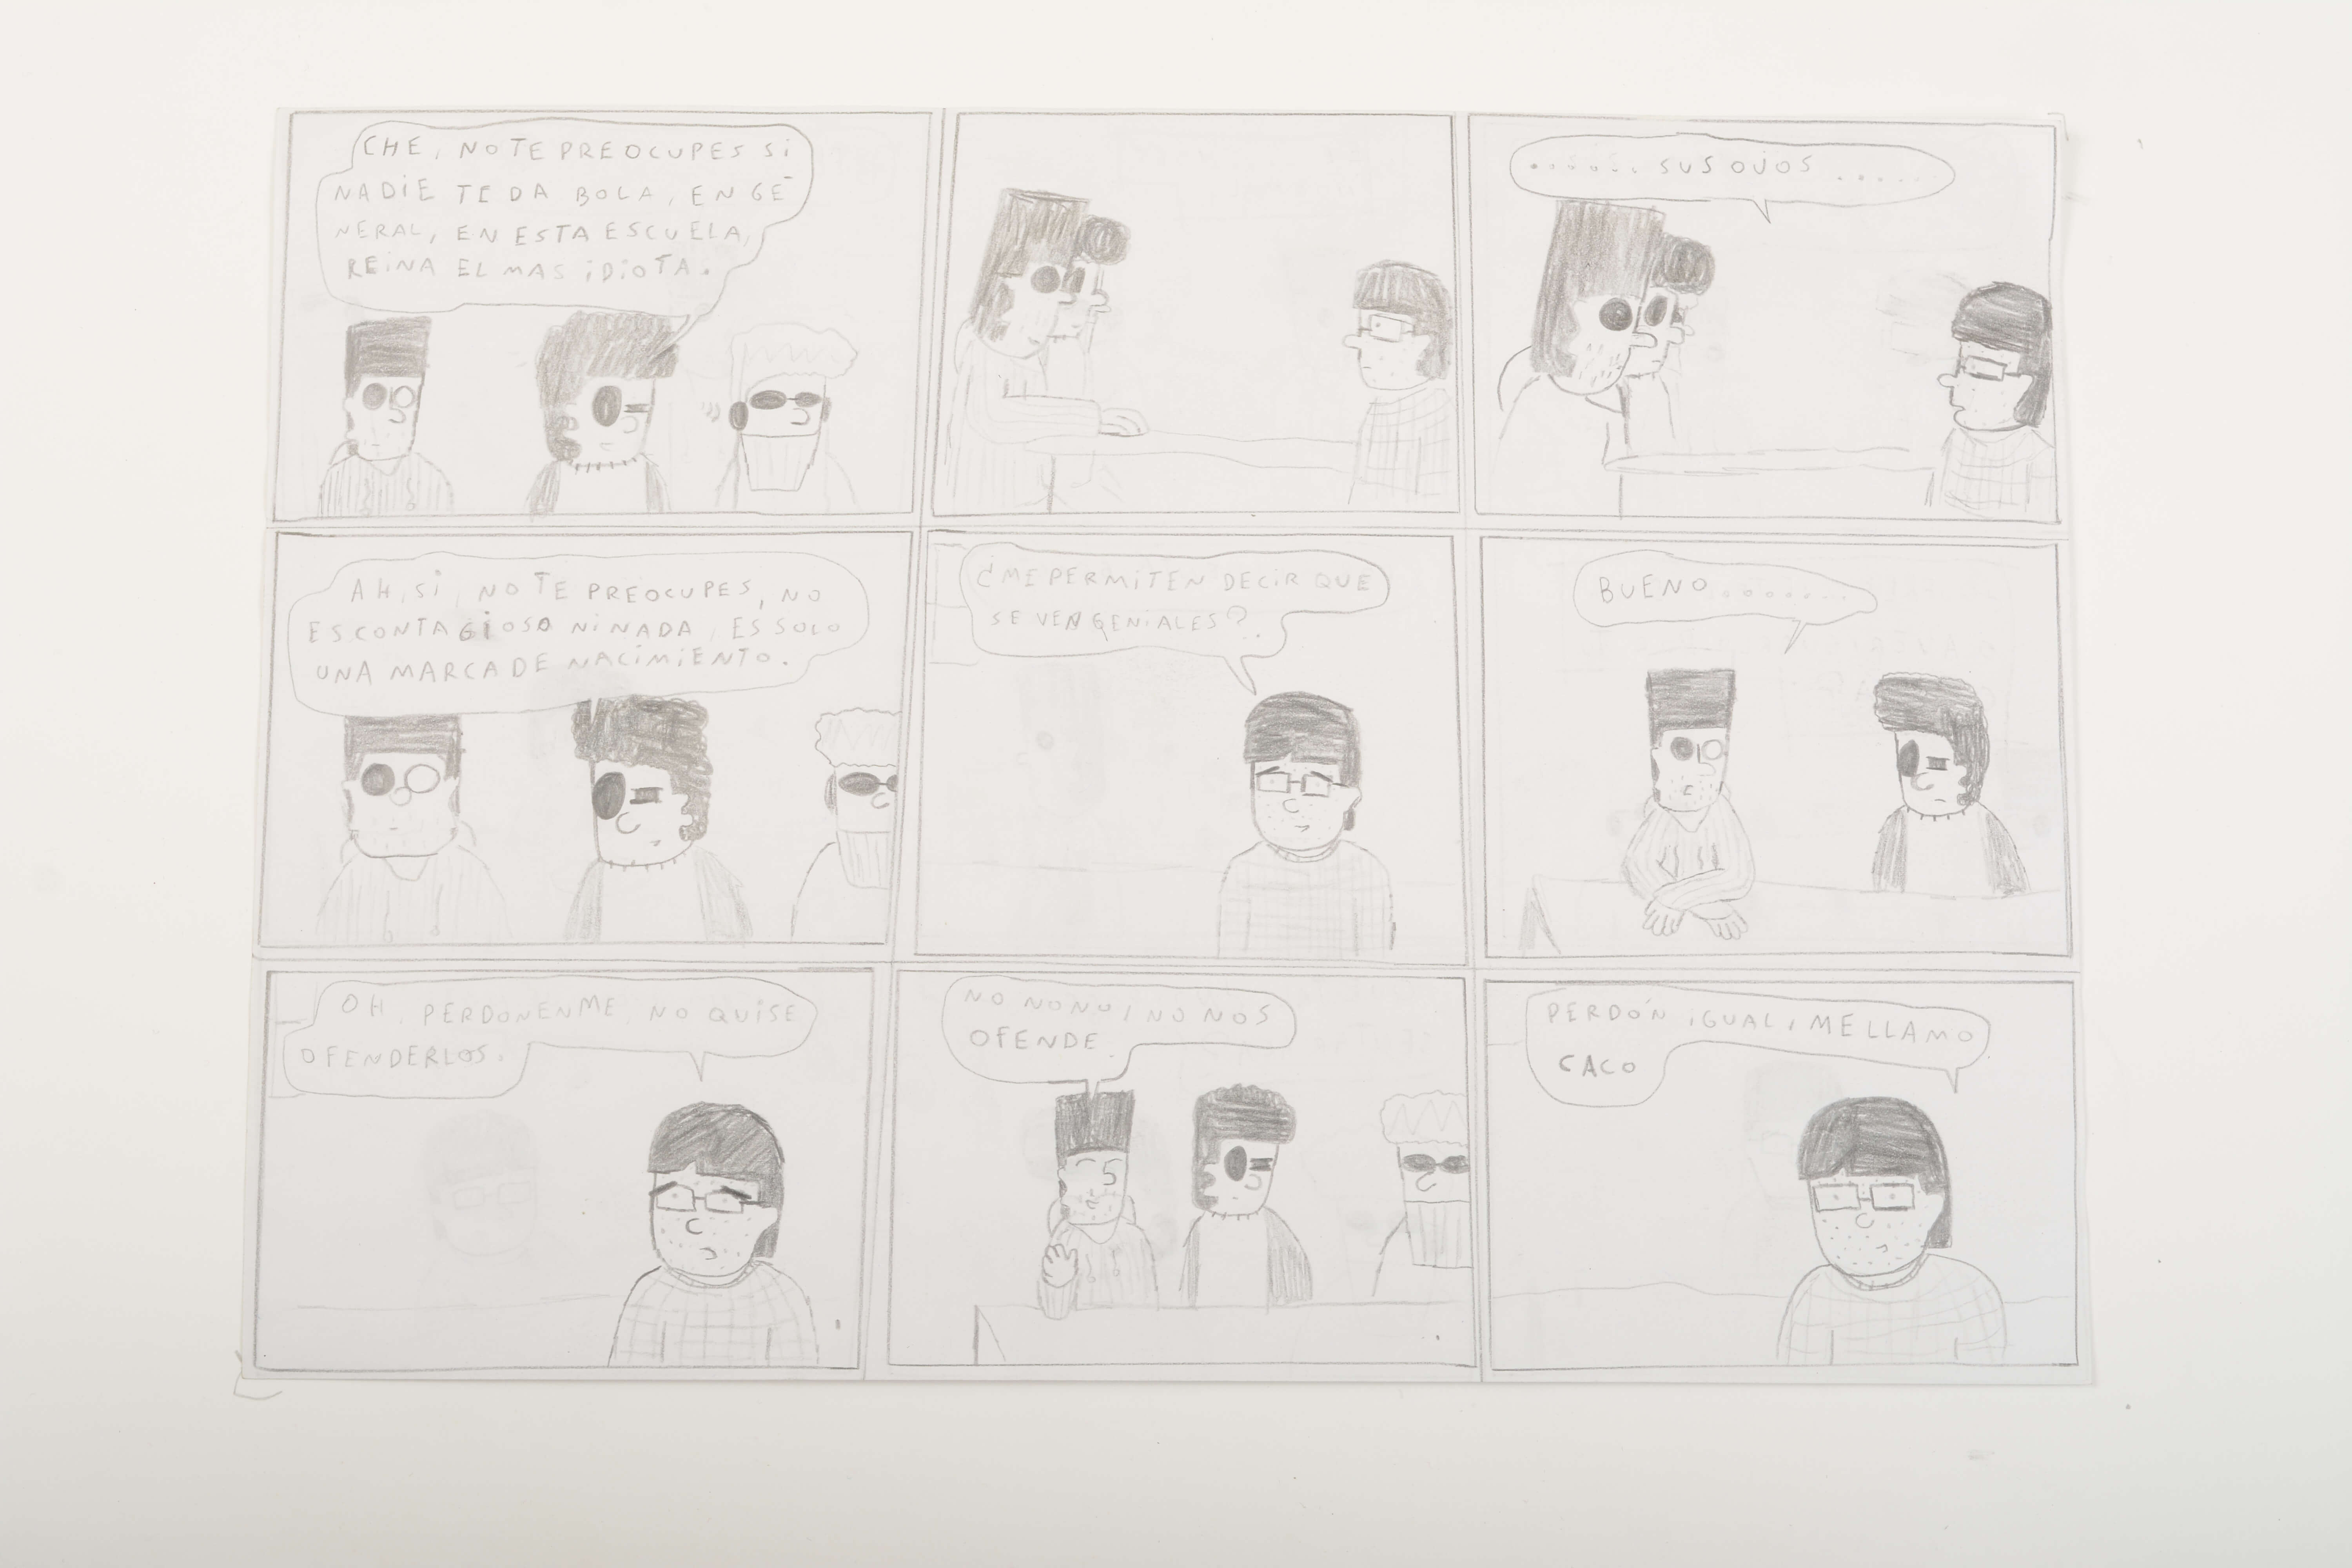 CHE, NO TE PREOCUPES SI
NADIE TE DA BOLA, EN GE-
NERAL, EN ESTA ESCUELA,
REINA EL MAS IDIOTA.
...... SUS OJOS ......
AH, SI, NO TE PREOCUPES, NO
ES CONTAGIOSO NI NADA, ES SOLO
UNA MARCA DE NACIMIENTO.
¿ME PERMITEN DECIR QUE
SE VEN GENIALES?
BUENO ........
OH, PERDONENME, NO QUISE
OFENDERLOS.
NO NONO, NO NOS
OFENDE.
PERDÓN IGUAL, ME LLAMO
CACO